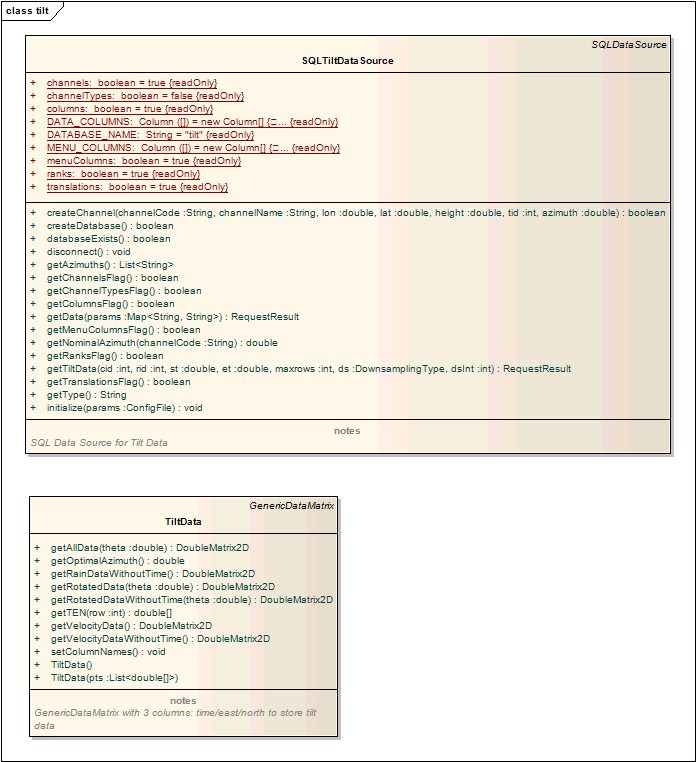 class tilt
SQLDataSource
SQLTiltDataSource
+ channels: boolean = true {readOnly}
+ channelTypes: boolean = false {readOnly}
+ columns: boolean = true {readOnly}
+ DATA_COLUMNS: Column ([]) = new Column[] {□... {readOnly}
+ DATABASE_NAME: String = "tilt" {readOnly}
+ MENU_COLUMNS: Column ([]) = new Column[] {□... {readOnly}
+ menuColumns: boolean = true {readOnly}
+ ranks: boolean = true {readOnly}
+ translations: boolean = true {readOnly}
+ createChannel(channelCode :String, channelName :String, lon :double, lat :double, height :double, tid :int, azimuth :double) : boolean
+ createDatabase() : boolean
+ databaseExists() : boolean
+ disconnect() : void
+ getAzimuths() : List<String>
+ getChannelsFlag() : boolean
+ getChannelTypesFlag() : boolean
+ getColumnsFlag() : boolean
+ getData(params :Map<String, String>) : RequestResult
+ getMenuColumnsFlag() : boolean
+ getNominalAzimuth(channelCode :String) : double
+ getRanksFlag() : boolean
+ getTiltData(cid :int, rid :int, st :double, et :double, maxrows :int, ds :DownsamplingType, dsInt :int) : RequestResult
+ getTranslationsFlag() : boolean
+ getType() : String
+ initialize(params :ConfigFile) : void
notes
SQL Data Source for Tilt Data
GenericDataMatrix
TiltData
+ getAllData(theta :double) : DoubleMatrix2D
+ getOptimalAzimuth() : double
+ getRainDataWithoutTime() : DoubleMatrix2D
+ getRotatedData(theta :double) : DoubleMatrix2D
+ getRotatedDataWithoutTime(theta :double) : DoubleMatrix2D
+ getTEN(row :int) : double[]
+ getVelocityData() : DoubleMatrix2D
+ getVelocityDataWithoutTime() : DoubleMatrix2D
+ setColumnNames() : void
+ TiltData()
+ TiltData(pts :List<double[]>)
notes
GenericDataMatrix with 3 columns: time/east/north to store tilt
data